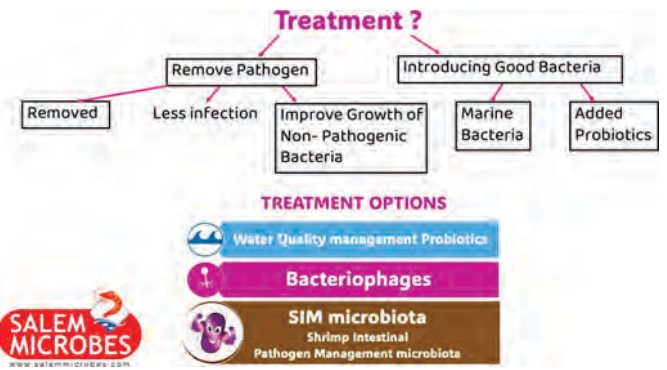 Treatment ?
Remove Pathogen
Introducing Good Bacteria
Removed
Less infection
Improve Growth of
Non- Pathogenic
Bacteria
Marine
Bacteria
Added
Probiotics
TREATMENT OPTIONS
Water Quality management Probiotics
Bacteriophages
SIM microbiota
Shrimp Intestinal
Pathogen Management microbiota
SALEM
MICROBES
www.salemmicrobes.com